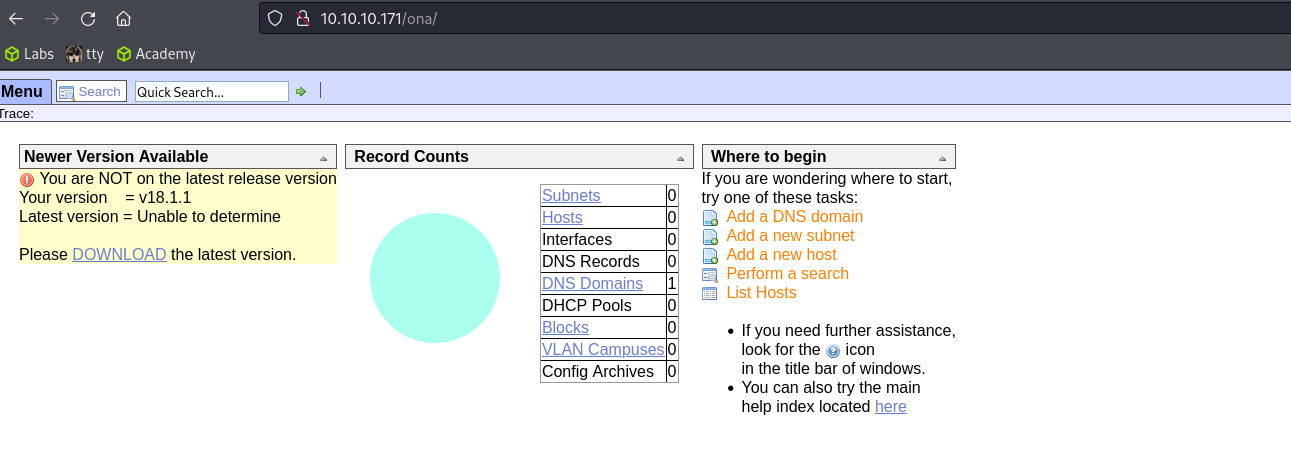 10.10.10.171/ona/
Labs tty Academy
Menu Search Quick Search...
Trace:
Newer Version Available
You are NOT on the latest release version
Your version = v18.1.1
Latest version = Unable to determine
Please DOWNLOAD the latest version.
Record Counts
Subnets 0
Hosts 0
Interfaces 0
DNS Records 0
DNS Domains 1
DHCP Pools 0
Blocks 0
VLAN Campuses 0
Config Archives 0
Where to begin
If you are wondering where to start,
try one of these tasks:
Add a DNS domain
Add a new subnet
Add a new host
Perform a search
List Hosts
• If you need further assistance,
look for the ? icon
in the title bar of windows.
• You can also try the main
help index located here